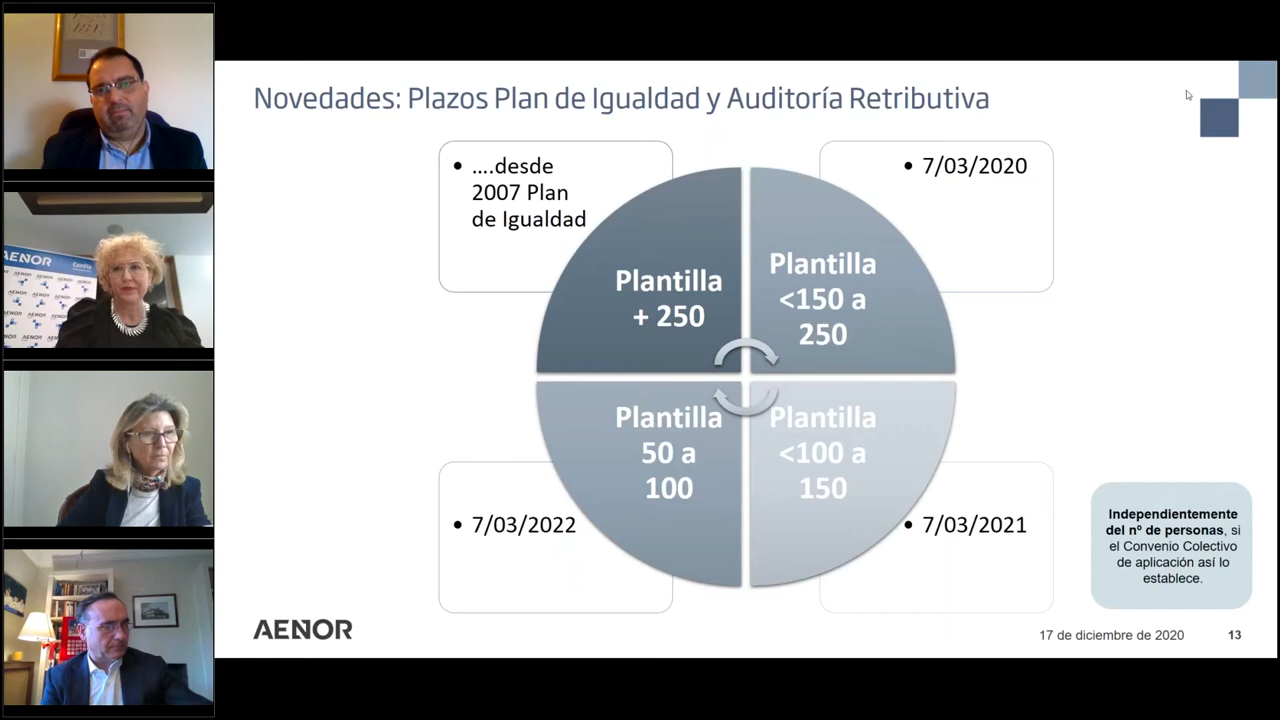 Novedades: Plazos Plan de Igualdad y Auditoría Retributiva
• ....desde
2007 Plan
de Igualdad
• 7/03/2020
Plantilla
+ 250
Plantilla
<150 a
250
Plantilla
50 a
100
Plantilla
<100 a
150
• 7/03/2022
• 7/03/2021
Independientemente
del nº de personas, si
el Convenio Colectivo
de aplicación así lo
establece.
AENOR
17 de diciembre de 2020
13
AENOR
Confía